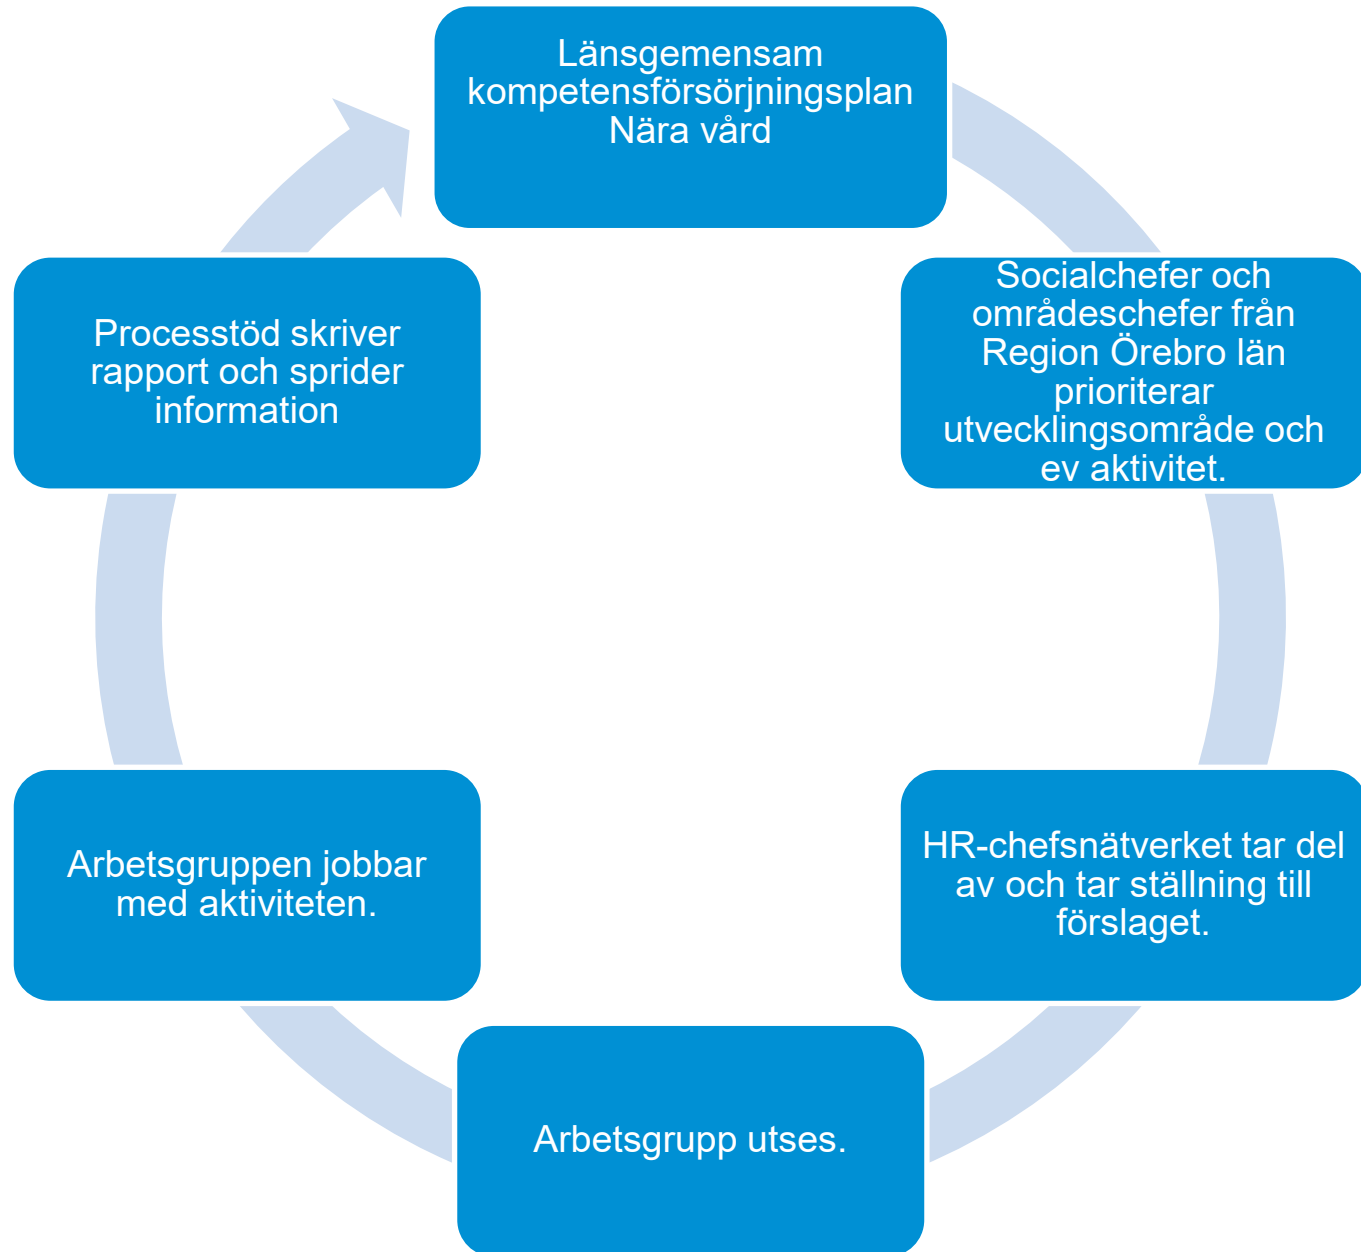 Länsgemensam
kompetensförsörjningsplan
Nära vård
Socialchefer och
områdeschefer från
Region Örebro län
prioriterar
utvecklingsområde och
ev aktivitet.
HR-chefsnätverket tar del
av och tar ställning till
förslaget.
Arbetsgrupp utses.
Arbetsgruppen jobbar
med aktiviteten.
Processtöd skriver
rapport och sprider
information